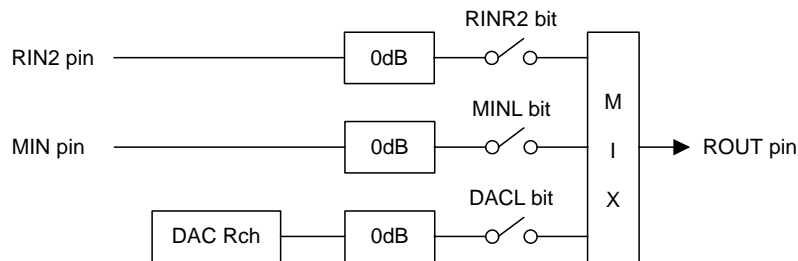 RINR2 bit
RIN2 pin
0dB
MINL bit
MIN pin
0dB
M
I
X
ROUT pin
DACL bit
DAC Rch
0dB